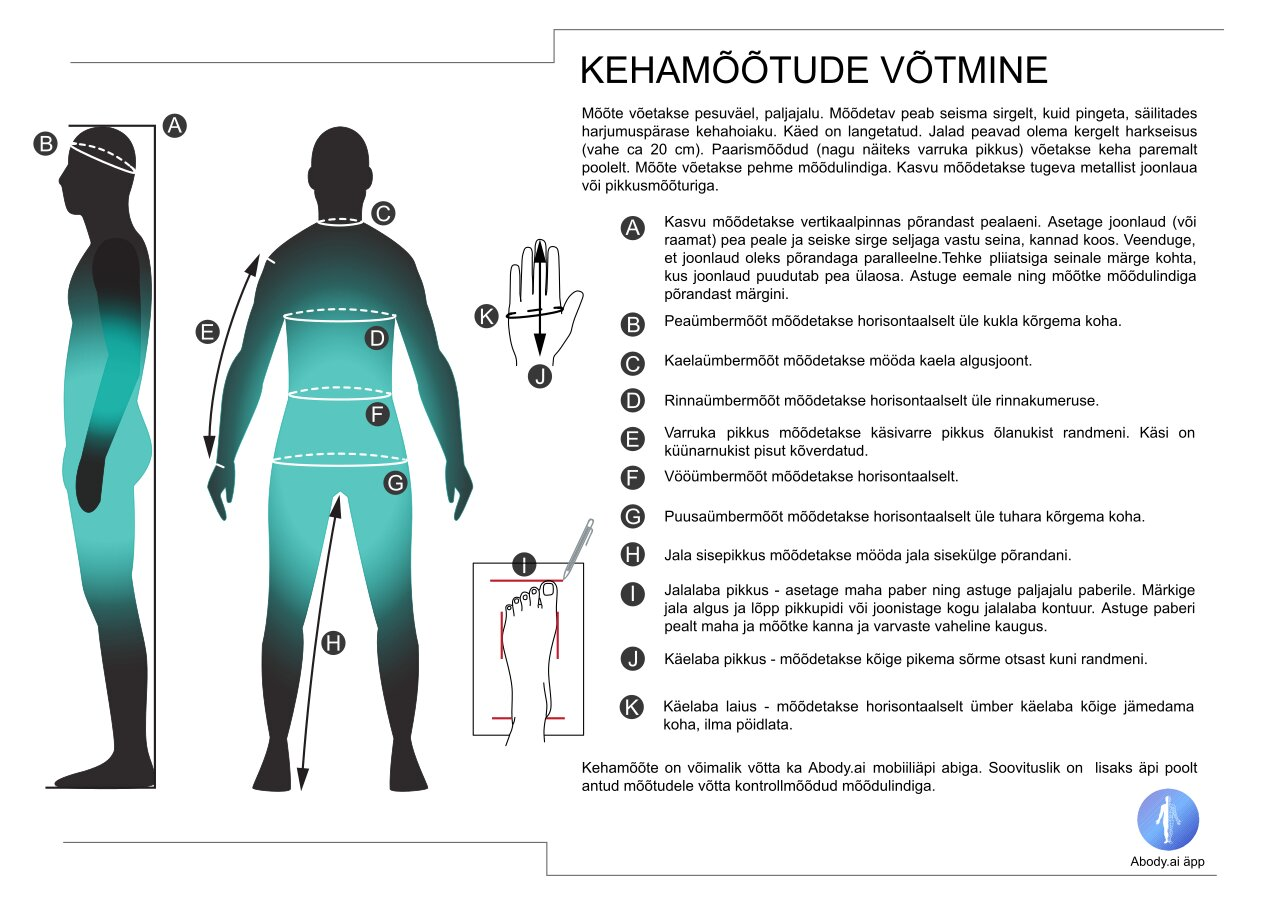 KEHAMÕÕTUDE VÕTMINE
Mõõte võetakse pesuväel, paljajalu. Mõõdetav peab seisma sirgelt, kuid pingeta, säilitades
harjumuspärase kehahoiaku. Käed on langetatud. Jalad peavad olema kergelt harkseisus
(vahe ca 20 cm). Paarismõõdud (nagu näiteks varruka pikkus) võetakse keha paremalt
poolelt. Mõõte võetakse pehme mõõdulindiga. Kasvu mõõdetakse tugeva metallist joonlaua
või pikkusmõõturiga.
A
B
C
D
E
F
G
H
I
J
K
A
Kasvu mõõdetakse vertikaalpinnas põrandast pealaeni. Asetage joonlaud (või
raamat) pea peale ja seiske sirge seljaga vastu seina, kannad koos. Veenduge,
et joonlaud oleks põrandaga paralleelne.Tehke pliiatsiga seinale märge kohta,
kus joonlaud puudutab pea ülaosa. Astuge eemale ning mõõtke mõõdulindiga
põrandast märgini.
B
Peaümbermõõt mõõdetakse horisontaalselt üle kukla kõrgema koha.
C
Kaelaümbermõõt mõõdetakse mööda kaela algusjoont.
D
Rinnaümbermõõt mõõdetakse horisontaalselt üle rinnakumeruse.
E
Varruka pikkus mõõdetakse käsivarre pikkus õlanukist randmeni. Käsi on
küünarnukist pisut kõverdatud.
F
Vööümbermõõt mõõdetakse horisontaalselt.
G
Puusaümbermõõt mõõdetakse horisontaalselt üle tuhara kõrgema koha.
H
Jala sisepikkus mõõdetakse mööda jala sisekülge põrandani.
I
Jalalaba pikkus - asetage maha paber ning astuge paljajalu paberile. Märkige
jala algus ja lõpp pikkupidi või joonistage kogu jalalaba kontuur. Astuge paberi
pealt maha ja mõõtke kanna ja varvaste vaheline kaugus.
J
Käelaba pikkus - mõõdetakse kõige pikema sõrme otsast kuni randmeni.
K
Käelaba laius - mõõdetakse horisontaalselt ümber käelaba kõige jämedama
koha, ilma pöidlata.
Kehamõõte on võimalik võtta ka Abody.ai mobiiliäpi abiga. Soovituslik on lisaks äpi poolt
antud mõõtudele võtta kontrollmõõdud mõõdulindiga.
Abody.ai äpp